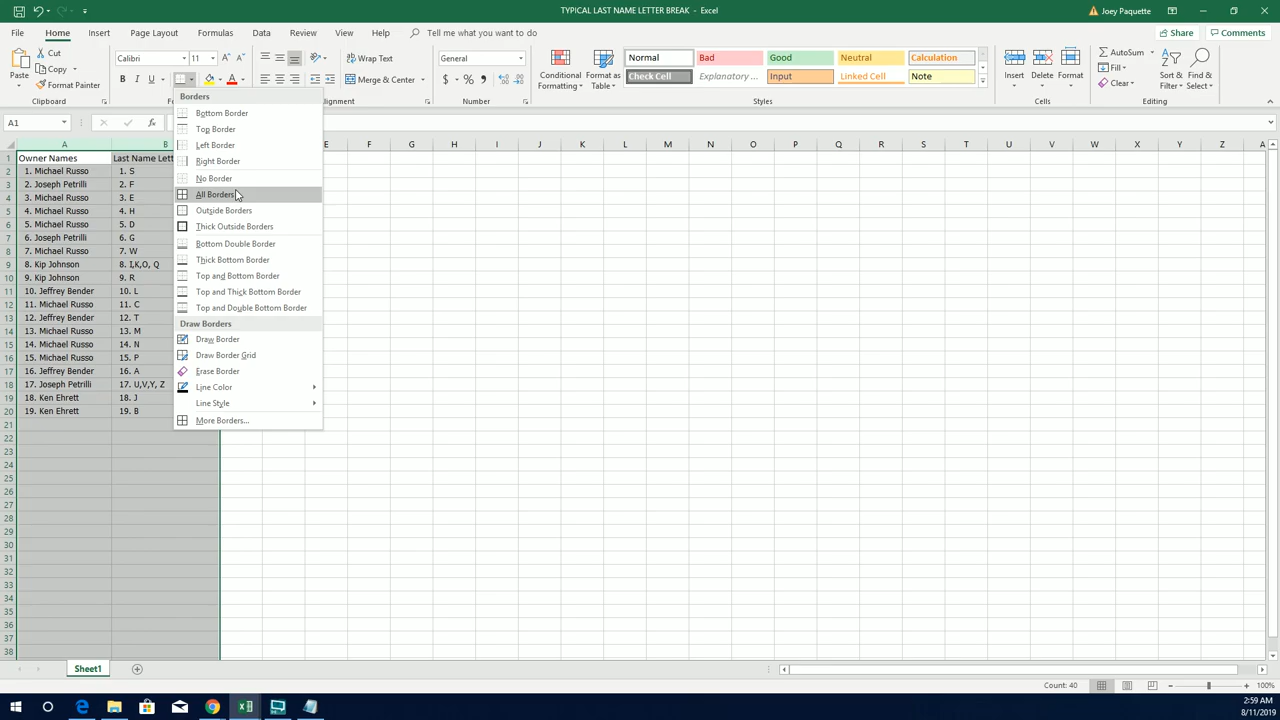 TYPICAL LAST NAME LETTER BREAK - Excel
Joey Paquette
File Home Insert Page Layout Formulas Data Review View Help Tell me what you want to do
Share Comments
Paste
Cut
Copy
Format Painter
Clipboard
Calibri 11
B I U
Wrap Text
Merge & Center
Alignment
General
$ % ,
Number
Conditional Formatting
Format as Table
Normal Bad Good Neutral Calculation
Check Cell Explanatory ... Input Linked Cell Note
Styles
Insert Delete Format
Cells
AutoSum
Fill
Clear
Sort & Filter
Find & Select
Editing
A1
fx
Borders
Bottom Border
Top Border
Left Border
Right Border
No Border
All Borders
Outside Borders
Thick Outside Borders
Bottom Double Border
Thick Bottom Border
Top and Bottom Border
Top and Thick Bottom Border
Top and Double Bottom Border
Draw Borders
Draw Border
Draw Border Grid
Erase Border
Line Color
Line Style
More Borders...
A B E F G H I J K L M N O P Q R S T U V W X Y Z A
1 Owner Names Last Name Lett
2 1. Michael Russo 1. S
3 2. Joseph Petrilli 2. F
4 3. Michael Russo 3. E
5 4. Michael Russo 4. H
6 5. Michael Russo 5. D
7 6. Joseph Petrilli 6. G
8 7. Michael Russo 7. W
9 8. Kip Johnson 8. I,K,O, Q
10 9. Kip Johnson 9. R
11 10. Jeffrey Bender 10. L
12 11. Michael Russo 11. C
13 12. Jeffrey Bender 12. T
14 13. Michael Russo 13. M
15 14. Michael Russo 14. N
16 15. Michael Russo 15. P
17 16. Jeffrey Bender 16. A
18 17. Joseph Petrilli 17. U,V,Y, Z
19 18. Ken Ehrett 18. J
20 19. Ken Ehrett 19. B
21
22
23
24
25
26
27
28
29
30
31
32
33
34
35
36
37
38
Sheet1
Count: 40
100%
2:59 AM
8/11/2019